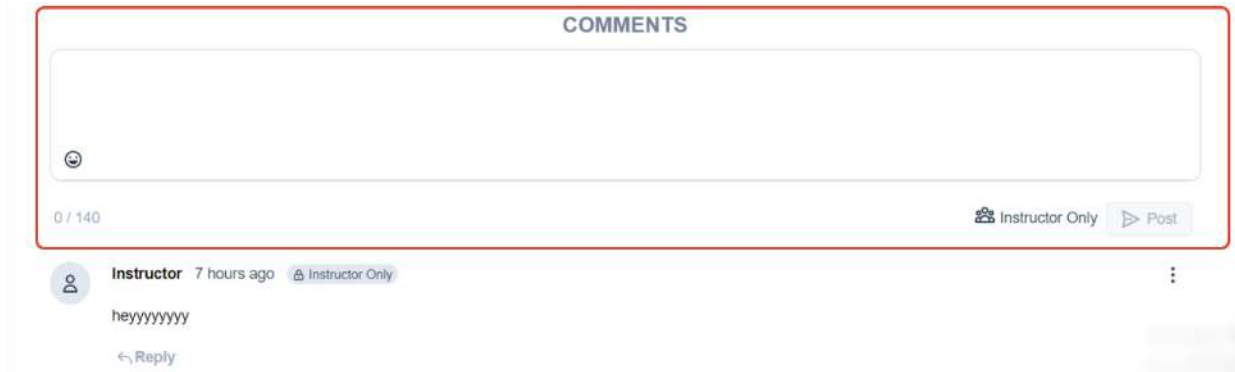 COMMENTS
0 / 140
Instructor Only
Post
Instructor 7 hours ago Instructor Only
heyyyyyyyy
Reply